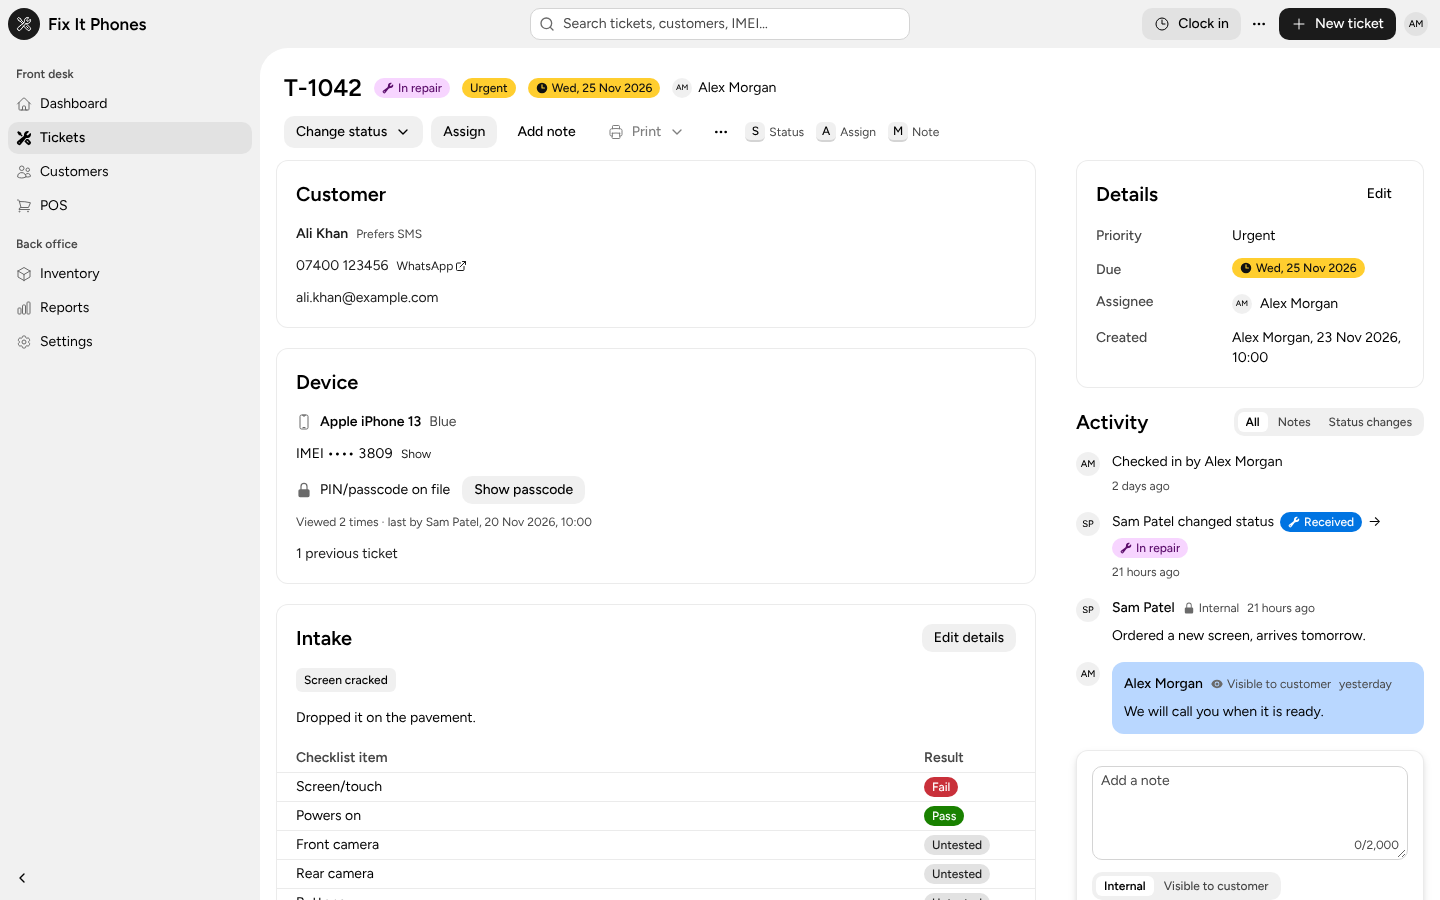 Fix It Phones
Search tickets, customers, IMEI...
Clock in
New ticket
AM
Front desk
Dashboard
Tickets
Customers
POS
Back office
Inventory
Reports
Settings
T-1042
In repair
Urgent
Wed, 25 Nov 2026
AM
Alex Morgan
Change status
Assign
Add note
Print
S Status
A Assign
M Note
Customer
Ali Khan Prefers SMS
07400 123456 WhatsApp
ali.khan@example.com
Device
Apple iPhone 13 Blue
IMEI •••• 3809 Show
PIN/passcode on file Show passcode
Viewed 2 times · last by Sam Patel, 20 Nov 2026, 10:00
1 previous ticket
Intake
Edit details
Screen cracked
Dropped it on the pavement.
Checklist item Result
Screen/touch Fail
Powers on Pass
Front camera Untested
Rear camera Untested
Details
Edit
Priority Urgent
Due Wed, 25 Nov 2026
Assignee AM Alex Morgan
Created Alex Morgan, 23 Nov 2026,
10:00
Activity
All Notes Status changes
AM Checked in by Alex Morgan
2 days ago
SP Sam Patel changed status Received →
In repair
21 hours ago
SP Sam Patel Internal 21 hours ago
Ordered a new screen, arrives tomorrow.
AM Alex Morgan Visible to customer yesterday
We will call you when it is ready.
Add a note
0/2,000
Internal Visible to customer